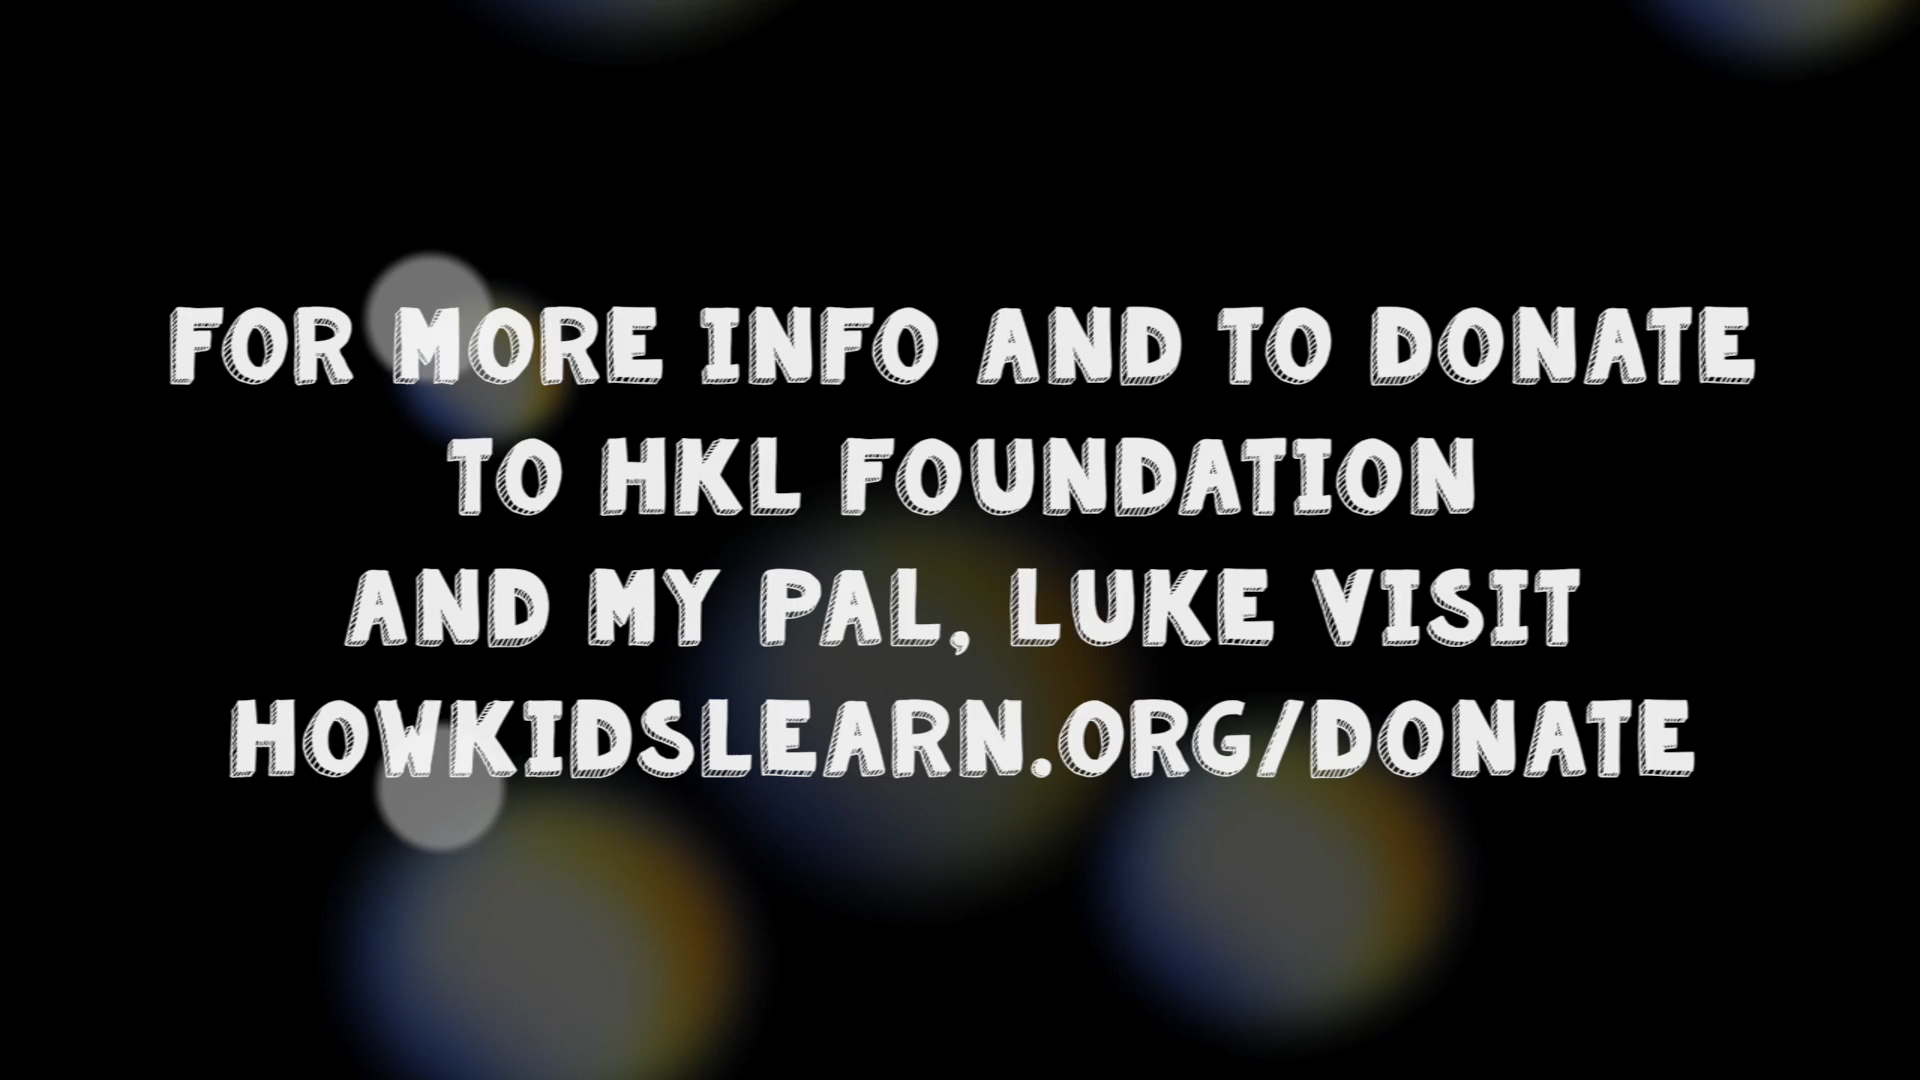 FOR MORE INFO AND TO DONATE
TO HKL FOUNDATION
AND MY PAL, LUKE VISIT
HOWKIDSLEARN.ORG/DONATE